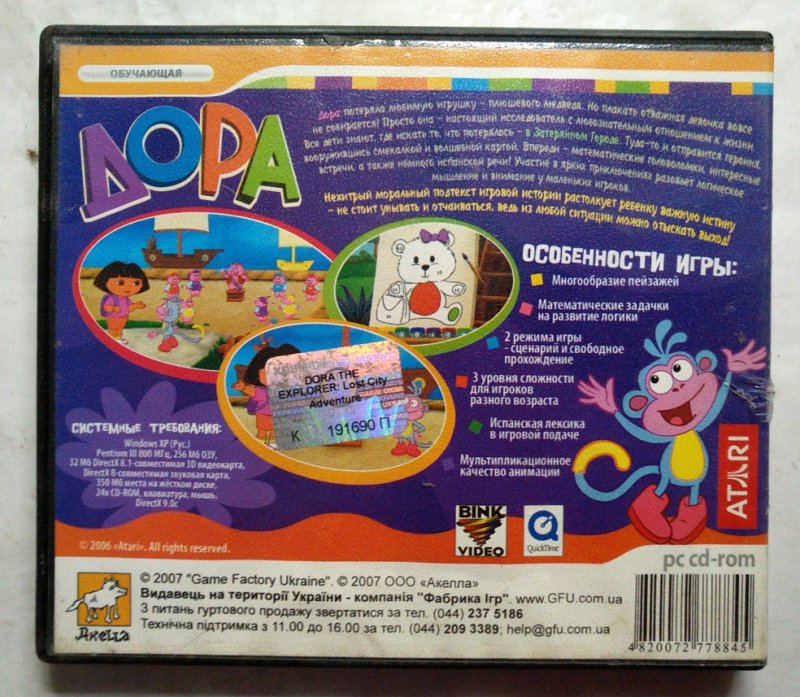 ОБУЧАЮЩАЯ
ДОРА
Дора потеряла любимую игрушку – плюшевого медведя. Но плакать отважная девочка вовсе
не собирается! Просто она – настоящий исследователь с любознательным отношением к жизни.
Все дети знают, где искать то, что потерялось – в Затерянном Городе. Туда-то и отправится героиня,
вооружившись смекалкой и волшебной картой. Впереди – математические головоломки, интересные
встречи, а также немного испанской речи! Участие в ярких приключениях разовьет логическое
мышление и внимание у маленьких игроков.
Нехитрый моральный подтекст игровой истории растолкует ребенку важную истину
– не стоит унывать и отчаиваться, ведь из любой ситуации можно отыскать выход!
ОСОБЕННОСТИ ИГРЫ:
Многообразие пейзажей
Математические задачки
на развитие логики
2 режима игры
- сценарий и свободное
прохождение
3 уровня сложности
для игроков
разного возраста
Испанская лексика
в игровой подаче
Мультипликационное
качество анимации
DORA THE
EXPLORER: Lost City
Adventure
К 191690 П
СИСТЕМНЫЕ ТРЕБОВАНИЯ:
Windows XP (Рус.)
Pentium III 800 МГц, 256 Мб ОЗУ,
32 Мб DirectX 8.1-совместимая 3D видеокарта,
DirectX 8-совместимая звуковая карта,
350 Мб места на жёстком диске,
24x CD-ROM, клавиатура, мышь,
DirectX 9.0c
BINK
VIDEO
QuickTime
ATARI
© 2006 «Atari». All rights reserved.
pc cd-rom
Акелла
© 2007 "Game Factory Ukraine". © 2007 ООО «Акелла»
Видавець на території України - компанія "Фабрика Ігр". www.GFU.com.ua
З питань гуртового продажу звертатися за тел. (044) 237 5186
Технічна підтримка з 11.00 до 16.00 за тел. (044) 209 3389; help@gfu.com.ua
4820072778845